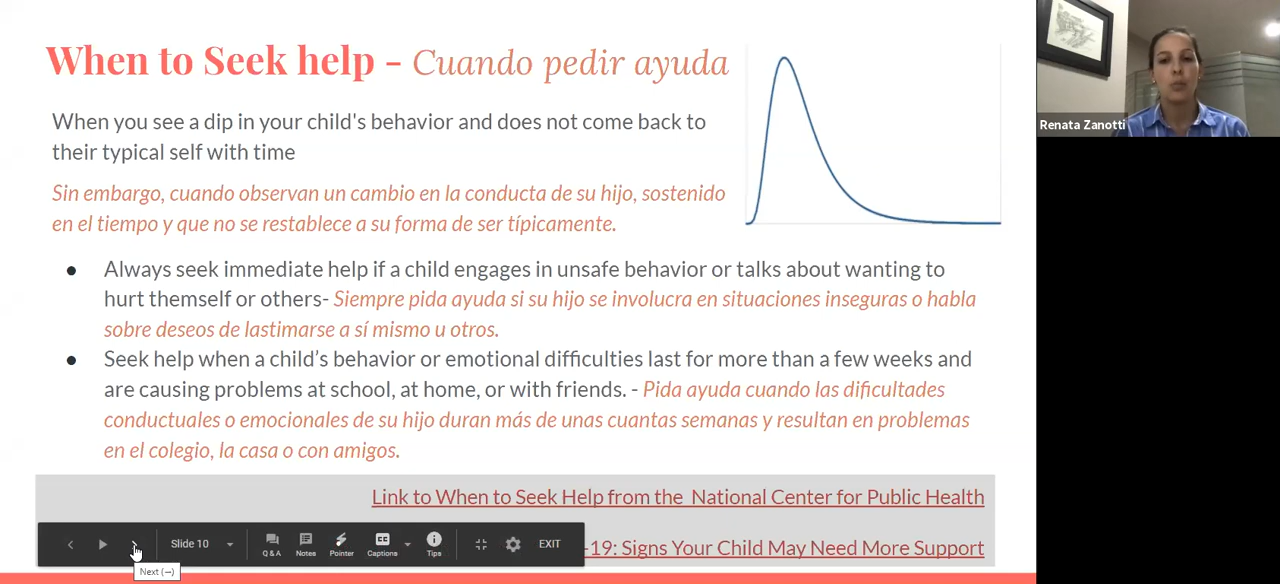 When to Seek help - Cuando pedir ayuda
When you see a dip in your child's behavior and does not come back to
their typical self with time
Sin embargo, cuando observan un cambio en la conducta de su hijo, sostenido
en el tiempo y que no se restablece a su forma de ser típicamente.
● Always seek immediate help if a child engages in unsafe behavior or talks about wanting to
hurt themself or others- Siempre pida ayuda si su hijo se involucra en situaciones inseguras o habla
sobre deseos de lastimarse a sí mismo u otros.
● Seek help when a child’s behavior or emotional difficulties last for more than a few weeks and
are causing problems at school, at home, or with friends. - Pida ayuda cuando las dificultades
conductuales o emocionales de su hijo duran más de unas cuantas semanas y resultan en problemas
en el colegio, la casa o con amigos.
Link to When to Seek Help from the National Center for Public Health
-19: Signs Your Child May Need More Support
Slide 10
Q & A
Notes
Pointer
CC
Captions
Tips
EXIT
Next (→)
Renata Zanotti